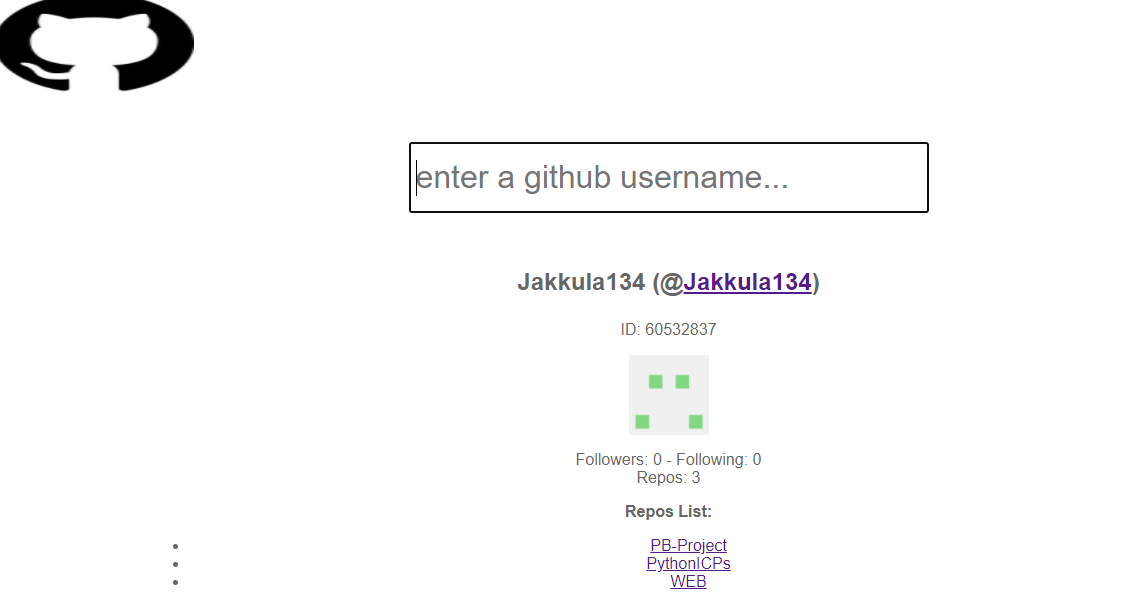 enter a github username...
Jakkula134 (@Jakkula134)
ID: 60532837
Followers: 0 - Following: 0
Repos: 3
Repos List:
PB-Project
PythonICPs
WEB